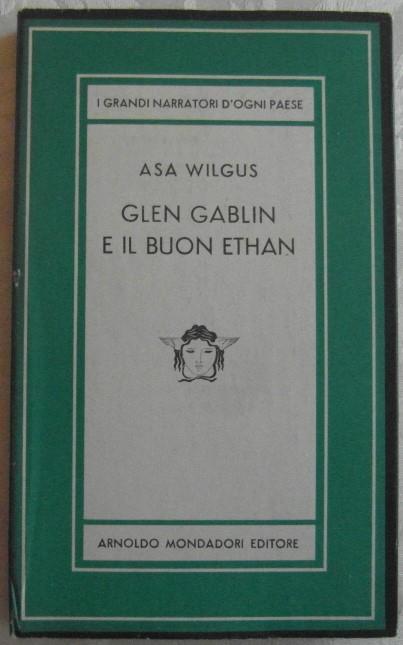 I GRANDI NARRATORI D'OGNI PAESE
ASA WILGUS
GLEN GABLIN
E IL BUON ETHAN
ARNOLDO MONDADORI EDITORE